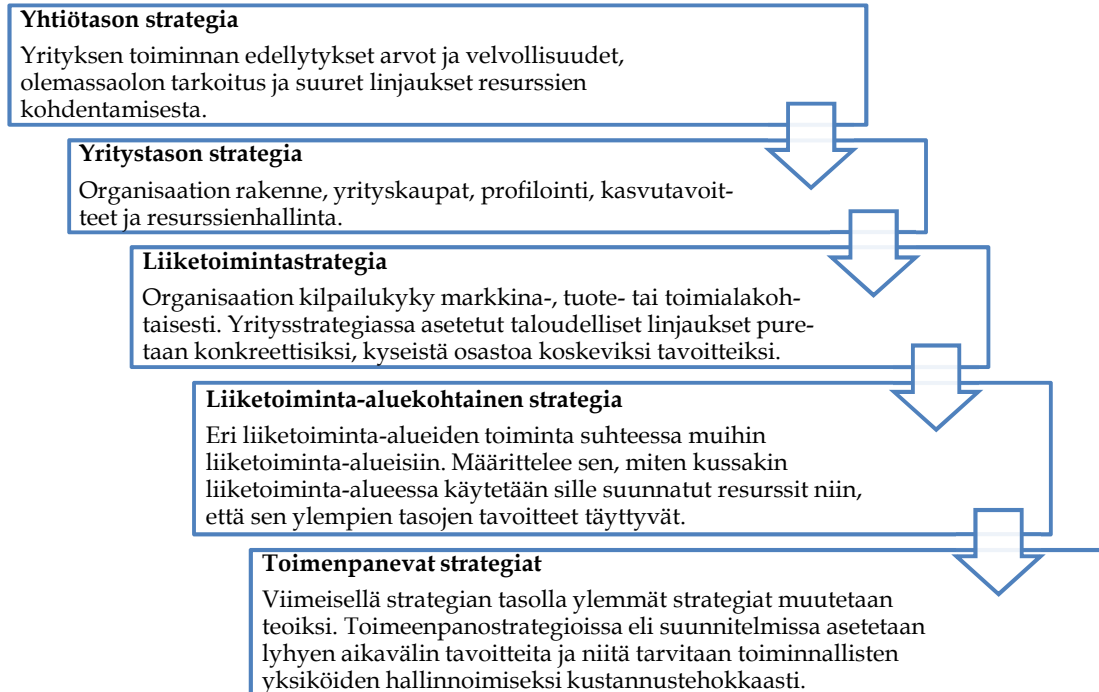 Yhtiötason strategia
Yrityksen toiminnan edellytykset arvot ja velvollisuudet,
olemassaolon tarkoitus ja suuret linjaukset resurssien
kohdentamisesta.
Yritystason strategia
Organisaation rakenne, yrityskaupat, profilointi, kasvutavoit-
teet ja resurssienhallinta.
Liiketoimintastrategia
Organisaation kilpailukyky markkina-, tuote- tai toimialakoh-
taisesti. Yritysstrategiassa asetetut taloudelliset linjaukset pure-
taan konkreettisiksi, kyseistä osastoa koskeviksi tavoitteiksi.
Liiketoiminta-aluekohtainen strategia
Eri liiketoiminta-alueiden toiminta suhteessa muihin
liiketoiminta-alueisiin. Määrittelee sen, miten kussakin
liiketoiminta-alueessa käytetään sille suunnatut resurssit niin,
että sen ylempien tasojen tavoitteet täyttyvät.
Toimenpanevat strategiat
Viimeisellä strategian tasolla ylemmät strategiat muutetaan
teoiksi. Toimeenpanostrategioissa eli suunnitelmissa asetetaan
lyhyen aikavälin tavoitteita ja niitä tarvitaan toiminnallisten
yksiköiden hallinnoimiseksi kustannustehokkaasti.